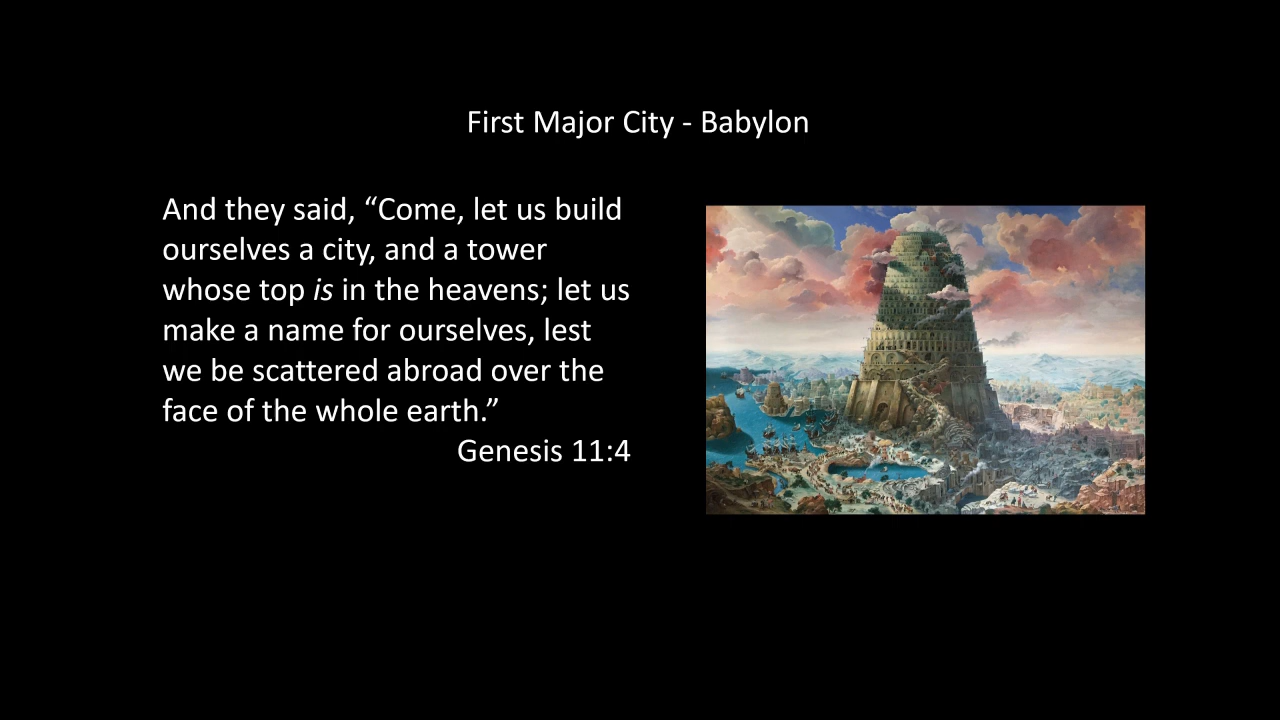 First Major City - Babylon
And they said, “Come, let us build
ourselves a city, and a tower
whose top is in the heavens; let us
make a name for ourselves, lest
we be scattered abroad over the
face of the whole earth.”
Genesis 11:4